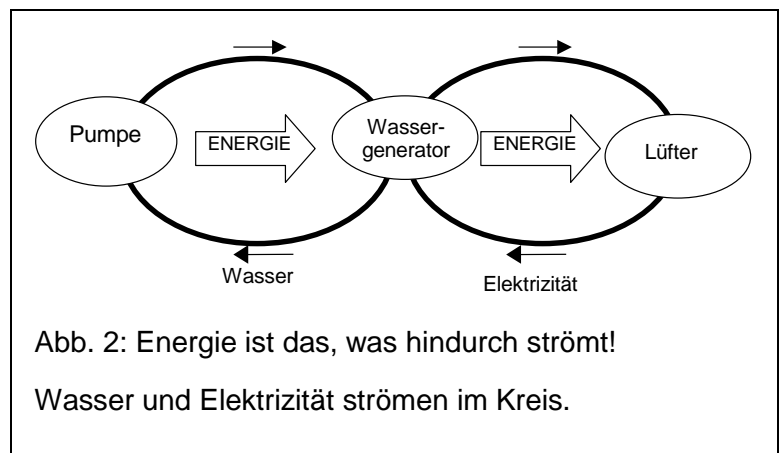 Pumpe
ENERGIE
Wasser-
generator
ENERGIE
Lüfter
Wasser
Elektrizität
Abb. 2: Energie ist das, was hindurch strömt!
Wasser und Elektrizität strömen im Kreis.